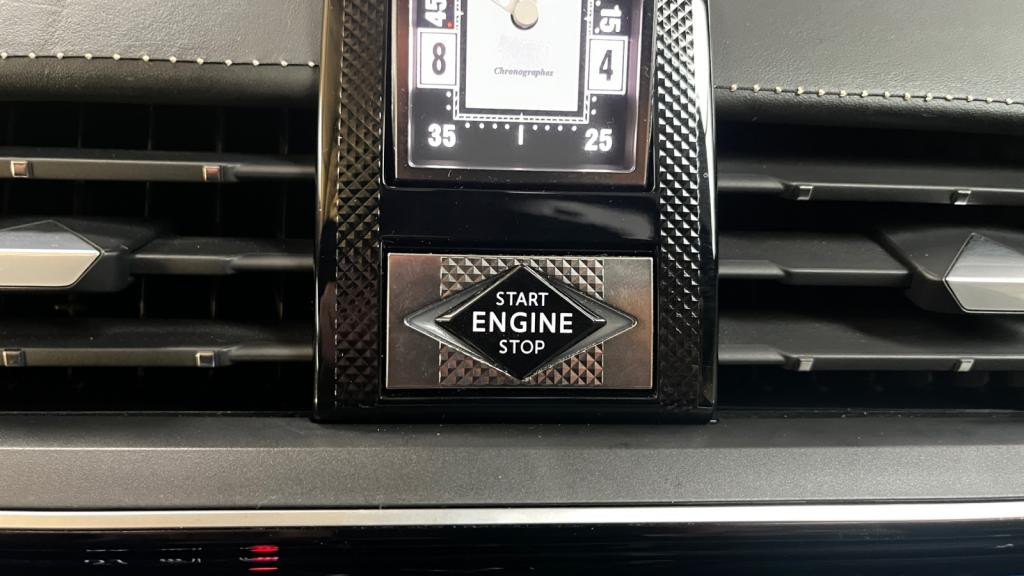 45
15
8
4
Chronographes
35
25
START
ENGINE
STOP